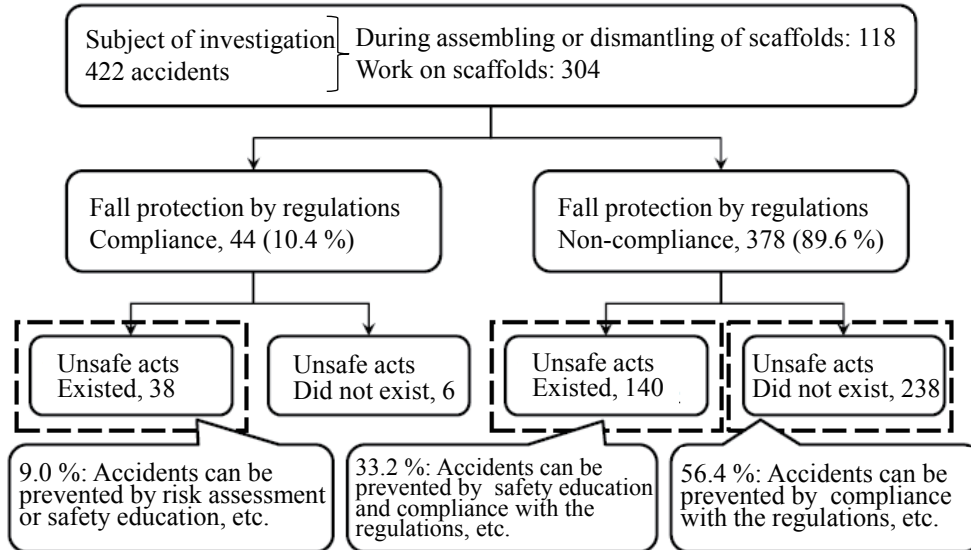 Subject of investigation
422 accidents
During assembling or dismantling of scaffolds: 118
Work on scaffolds: 304
Fall protection by regulations
Compliance, 44 (10.4 %)
Fall protection by regulations
Non-compliance, 378 (89.6 %)
Unsafe acts
Existed, 38
Unsafe acts
Did not exist, 6
Unsafe acts
Existed, 140
Unsafe acts
Did not exist, 238
9.0 %: Accidents can be
prevented by risk assessment
or safety education, etc.
33.2 %: Accidents can be
prevented by safety education
and compliance with the
regulations, etc.
56.4 %: Accidents can be
prevented by compliance
with the regulations, etc.